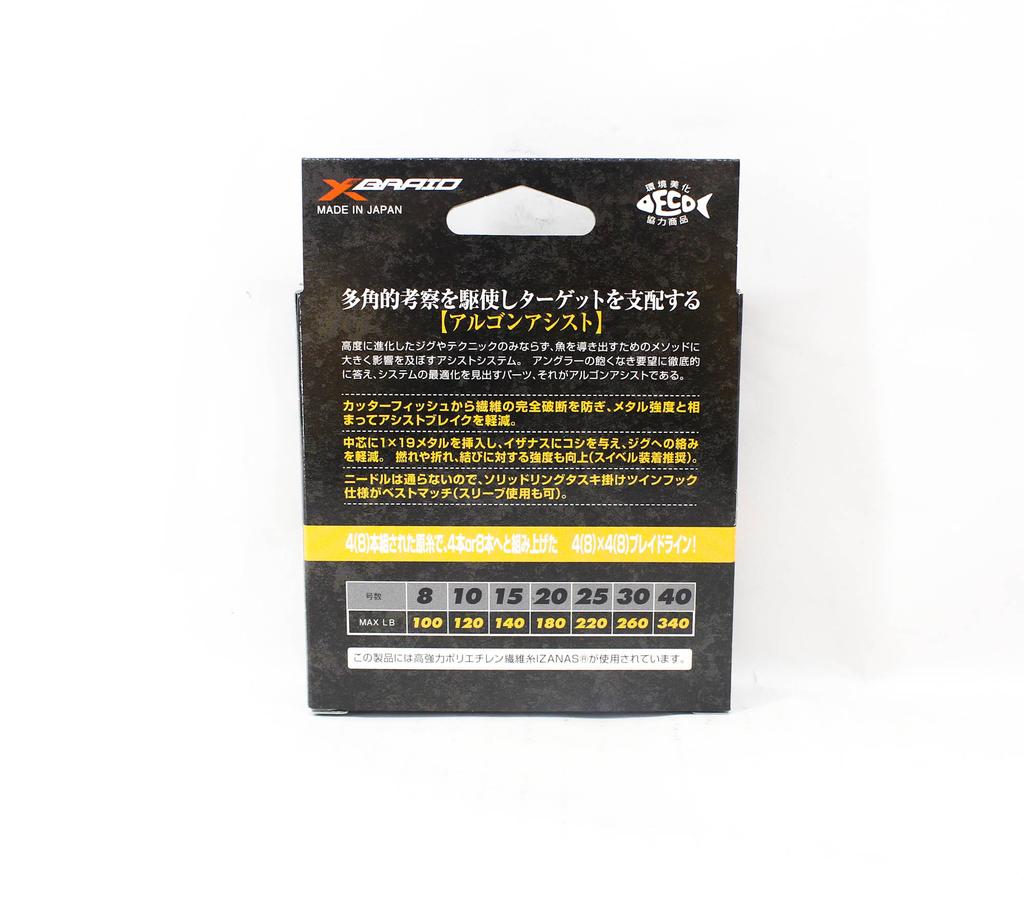 X BRAID
MADE IN JAPAN
環境美化
ECO
協力商品
多角的考察を駆使しターゲットを支配する
【アルゴンアシスト】
高度に進化したジグやテクニックのみならず、魚を導き出すためのメソッドに
大きく影響を及ぼすアシストシステム。 アングラーの飽くなき要望に徹底的
に答え、システムの最適化を見出すパーツ、それがアルゴンアシストである。
カッターフィッシュから繊維の完全破断を防ぎ、メタル強度と相
まってアシストブレイクを軽減。
中芯に1×19メタルを挿入し、イザナスにコシを与え、ジグへの絡み
を軽減。 撚れや折れ、結びに対する強度も向上(スイベル装着推奨)。
ニードルは通らないので、ソリッドリングタスキ掛けツインフック
仕様がベストマッチ(スリーブ使用も可)。
4(8)本組された原糸で、4本or8本へと組み上げた 4(8)×4(8)ブレイドライン!
号数 8 10 15 20 25 30 40
MAX LB 100 120 140 180 220 260 340
この製品には高強力ポリエチレン繊維糸IZANAS®が使用されています。